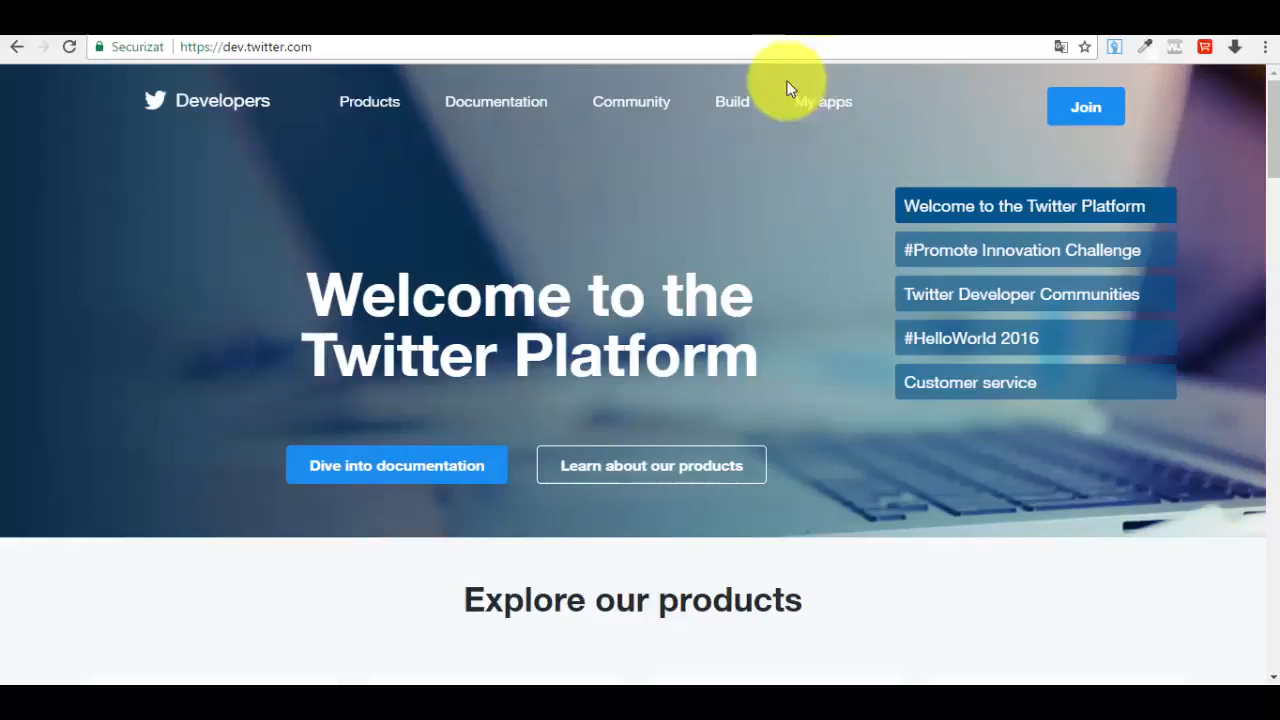 Securizat https://dev.twitter.com
Developers Products Documentation Community Build My apps Join
Welcome to the Twitter Platform
#Promote Innovation Challenge
Twitter Developer Communities
#HelloWorld 2016
Customer service
Welcome to the
Twitter Platform
Dive into documentation Learn about our products
Explore our products